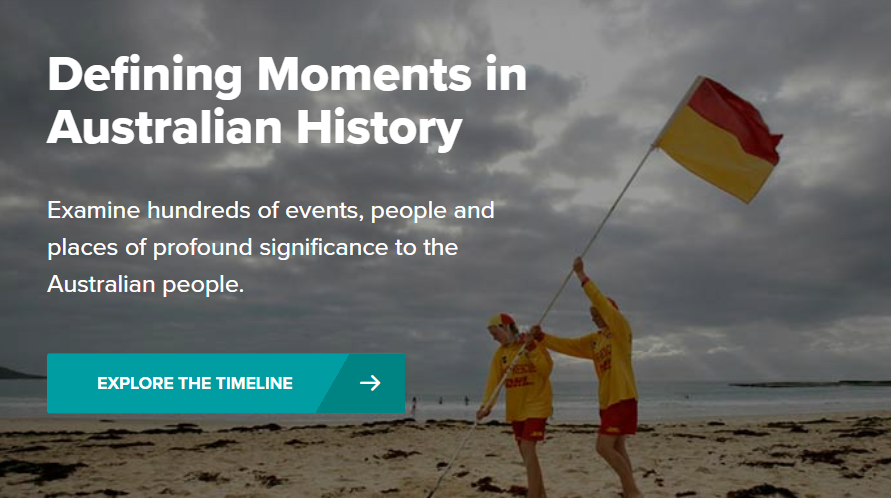 Defining Moments in
Australian History
Examine hundreds of events, people and
places of profound significance to the
Australian people.
EXPLORE THE TIMELINE